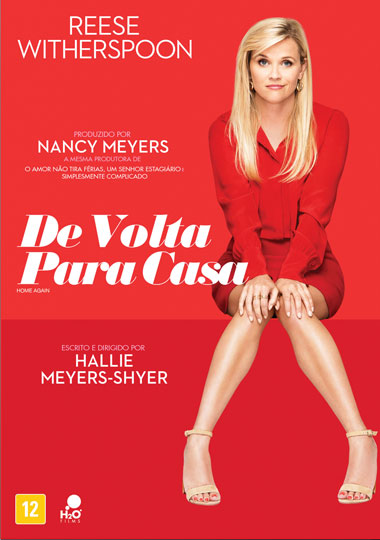 REESE
WITHERSPOON
PRODUZIDO POR
NANCY MEYERS
A MESMA PRODUTORA DE
O AMOR NÃO TIRA FÉRIAS, UM SENHOR ESTAGIÁRIO E
SIMPLESMENTE COMPLICADO
De Volta
Para Casa
HOME AGAIN
ESCRITO E DIRIGIDO POR
HALLIE
MEYERS-SHYER
12
H2O
FILMS